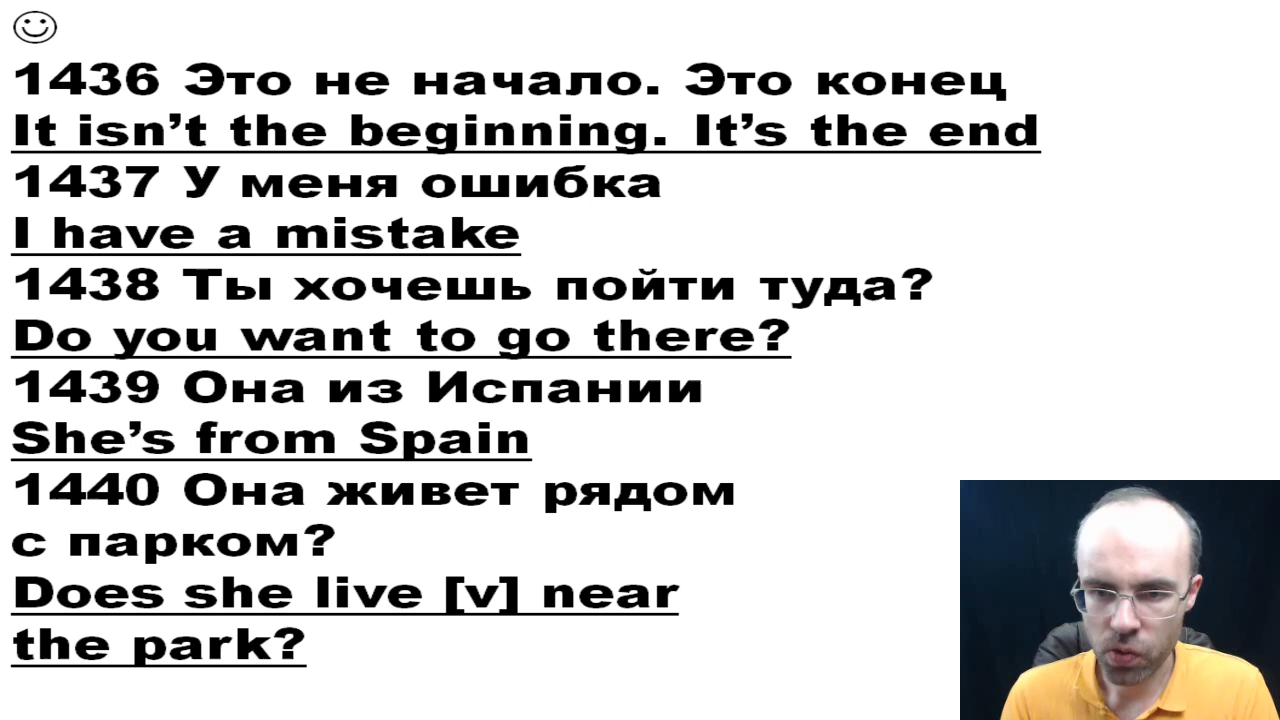 1436 Это не начало. Это конец
It isn’t the beginning. It’s the end
1437 У меня ошибка
I have a mistake
1438 Ты хочешь пойти туда?
Do you want to go there?
1439 Она из Испании
She’s from Spain
1440 Она живет рядом
с парком?
Does she live [v] near
the park?